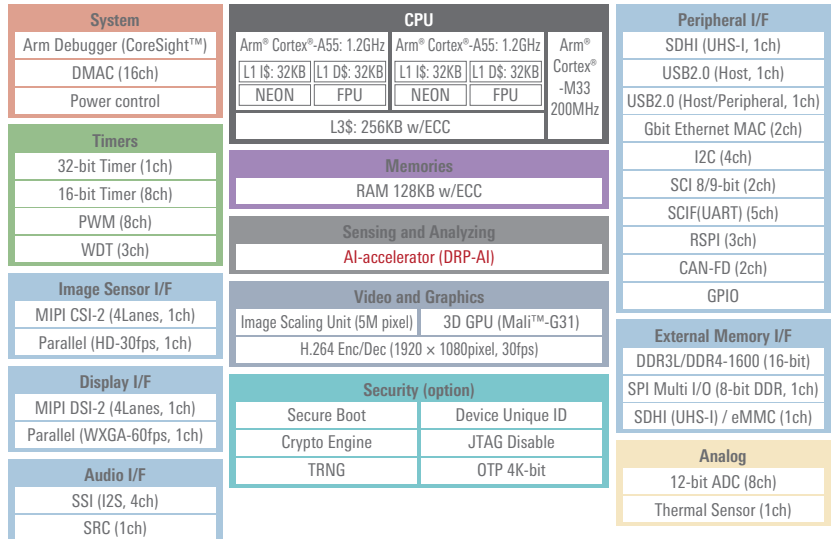 System
Arm Debugger (CoreSight™)
DMAC (16ch)
Power control
Timers
32-bit Timer (1ch)
16-bit Timer (8ch)
PWM (8ch)
WDT (3ch)
Image Sensor I/F
MIPI CSI-2 (4Lanes, 1ch)
Parallel (HD-30fps, 1ch)
Display I/F
MIPI DSI-2 (4Lanes, 1ch)
Parallel (WXGA-60fps, 1ch)
Audio I/F
SSI (I2S, 4ch)
SRC (1ch)
CPU
Arm® Cortex®-A55: 1.2GHz
L1 I$: 32KB L1 D$: 32KB
NEON FPU
Arm® Cortex®-A55: 1.2GHz
L1 I$: 32KB L1 D$: 32KB
NEON FPU
L3$: 256KB w/ECC
Arm®
Cortex®
-M33
200MHz
Memories
RAM 128KB w/ECC
Sensing and Analyzing
AI-accelerator (DRP-AI)
Video and Graphics
Image Scaling Unit (5M pixel) 3D GPU (Mali™-G31)
H.264 Enc/Dec (1920 × 1080pixel, 30fps)
Security (option)
Secure Boot Device Unique ID
Crypto Engine JTAG Disable
TRNG OTP 4K-bit
Peripheral I/F
SDHI (UHS-I, 1ch)
USB2.0 (Host, 1ch)
USB2.0 (Host/Peripheral, 1ch)
Gbit Ethernet MAC (2ch)
I2C (4ch)
SCI 8/9-bit (2ch)
SCIF(UART) (5ch)
RSPI (3ch)
CAN-FD (2ch)
GPIO
External Memory I/F
DDR3L/DDR4-1600 (16-bit)
SPI Multi I/O (8-bit DDR, 1ch)
SDHI (UHS-I) / eMMC (1ch)
Analog
12-bit ADC (8ch)
Thermal Sensor (1ch)